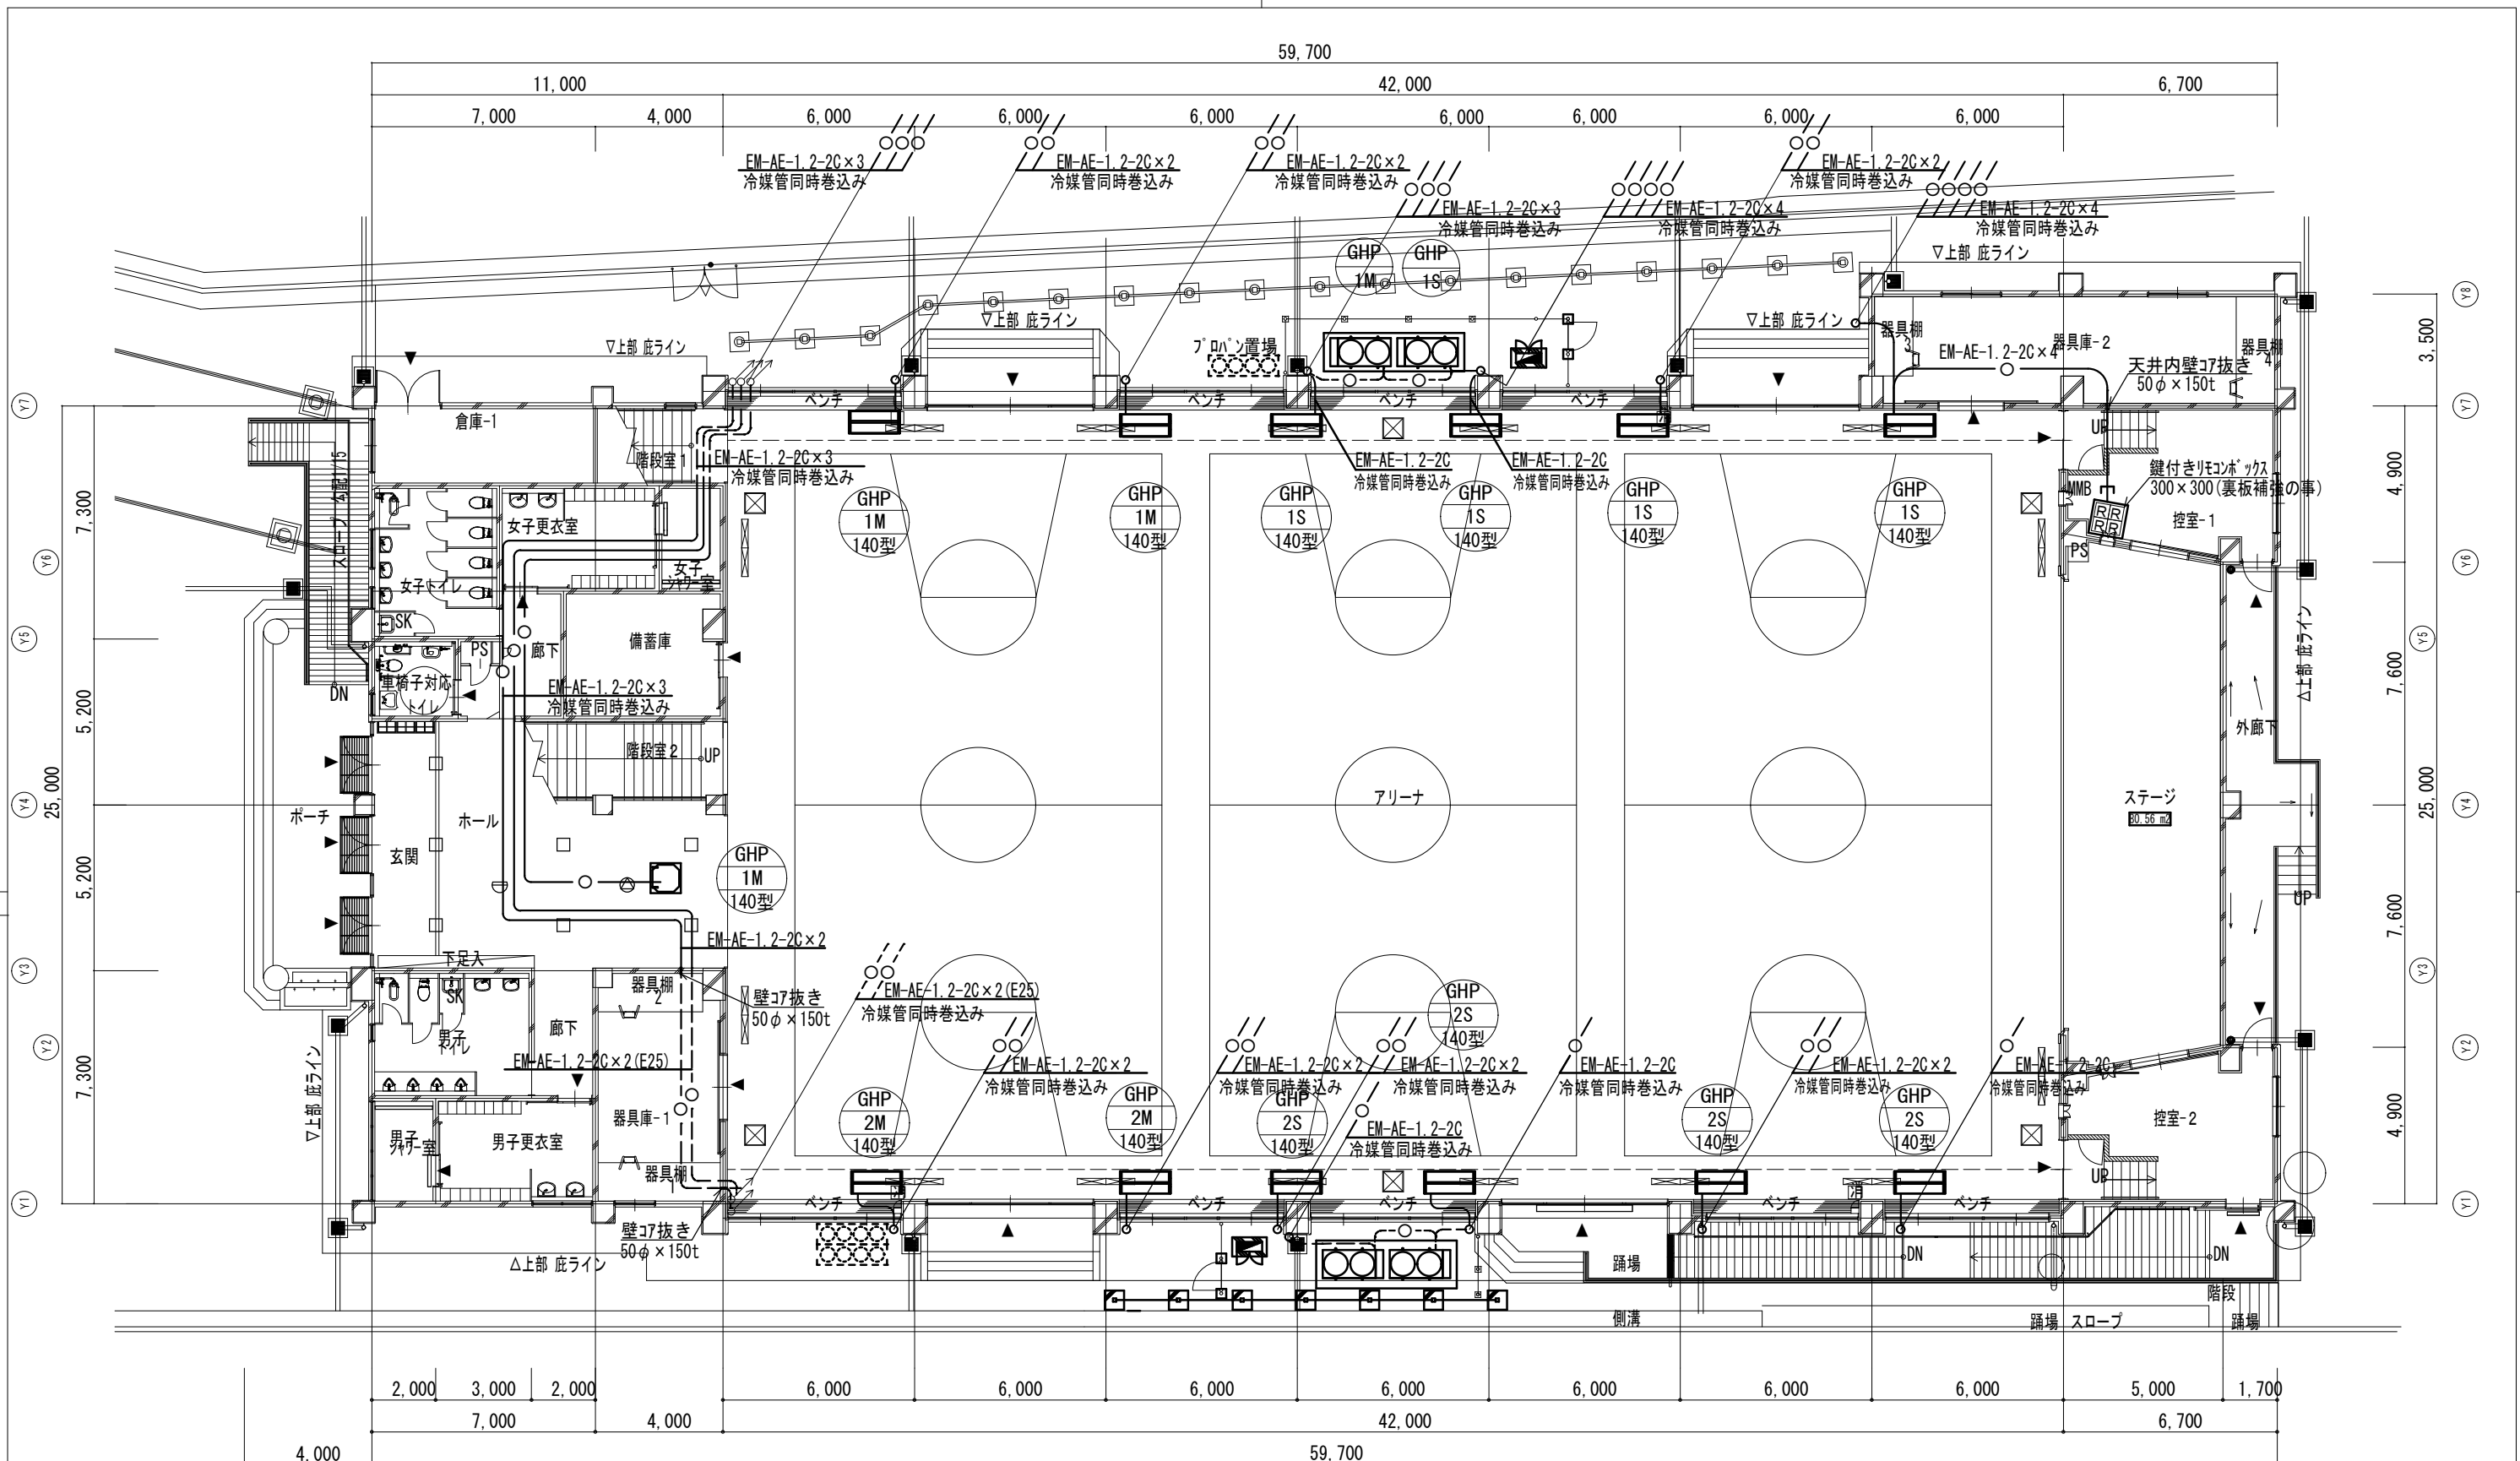 59,700
11,000
42,000
6,700
7,000
4,000
6,000
6,000
6,000
6,000
6,000
6,000
6,000
EM-AE-1.2-2C×3
冷媒管同時巻込み
EM-AE-1.2-2C×2
冷媒管同時巻込み
EM-AE-1.2-2C×2
冷媒管同時巻込み
EM-AE-1.2-2C×2
冷媒管同時巻込み
EM-AE-1.2-2C×3
冷媒管同時巻込み
EM-AE-1.2-2C×4
冷媒管同時巻込み
EM-AE-1.2-2C×4
冷媒管同時巻込み
GHP
1M
GHP
1S
▽上部 庇ライン
▽上部 庇ライン
▽上部 庇ライン
▽上部 庇ライン
プロパン置場
器具棚
3
器具庫-2
器具棚
4
EM-AE-1.2-2C×4
天井内壁コア抜き
50φ×150t
Y8
3,500
Y7
Y7
倉庫-1
ベンチ
ベンチ
ベンチ
ベンチ
階段室1
EM-AE-1.2-2C×3
冷媒管同時巻込み
EM-AE-1.2-2C
冷媒管同時巻込み
EM-AE-1.2-2C
冷媒管同時巻込み
UP
鍵付きリモコンボックス
300×300(裏板補強の事)
MMB
R
R
R
R
控室-1
PS
4,900
7,300
スロープ 勾配1/15
女子更衣室
女子
シャワー室
女子トイレ
SK
GHP
1M
140型
GHP
1M
140型
GHP
1S
140型
GHP
1S
140型
GHP
1S
140型
GHP
1S
140型
Y6
Y6
Y5
Y5
備蓄庫
廊下
PS
車椅子対応
トイレ
DN
EM-AE-1.2-2C×3
冷媒管同時巻込み
△上部 庇ライン
外廊下
7,600
5,200
階段室2
UP
25,000
25,000
Y4
Y4
ポーチ
ホール
玄関
アリーナ
ステージ
80.56 m2
GHP
1M
140型
5,200
UP
7,600
EM-AE-1.2-2C×2
下足入
Y3
Y3
SK
男子
トイレ
廊下
器具棚
2
壁コア抜き
50φ×150t
EM-AE-1.2-2C×2(E25)
冷媒管同時巻込み
GHP
2S
140型
EM-AE-1.2-2C×2(E25)
EM-AE-1.2-2C×2
冷媒管同時巻込み
EM-AE-1.2-2C×2
冷媒管同時巻込み
EM-AE-1.2-2C×2
冷媒管同時巻込み
EM-AE-1.2-2C
冷媒管同時巻込み
EM-AE-1.2-2C×2
冷媒管同時巻込み
EM-AE-1.2-2C
冷媒管同時巻込み
Y2
Y2
7,300
▽上部 庇ライン
男子
シャワー室
男子更衣室
器具庫-1
器具棚
1
GHP
2M
140型
GHP
2M
140型
GHP
2S
140型
EM-AE-1.2-2C
冷媒管同時巻込み
GHP
2S
140型
GHP
2S
140型
控室-2
4,900
UP
Y1
Y1
ベンチ
ベンチ
ベンチ
ベンチ
消
ベンチ
壁コア抜き
50φ×150t
△上部 庇ライン
踊場
DN
DN
階段
側溝
踊場
スロープ
踊場
2,000
3,000
2,000
6,000
6,000
6,000
6,000
6,000
6,000
6,000
5,000
1,700
7,000
4,000
42,000
6,700
4,000
59,700